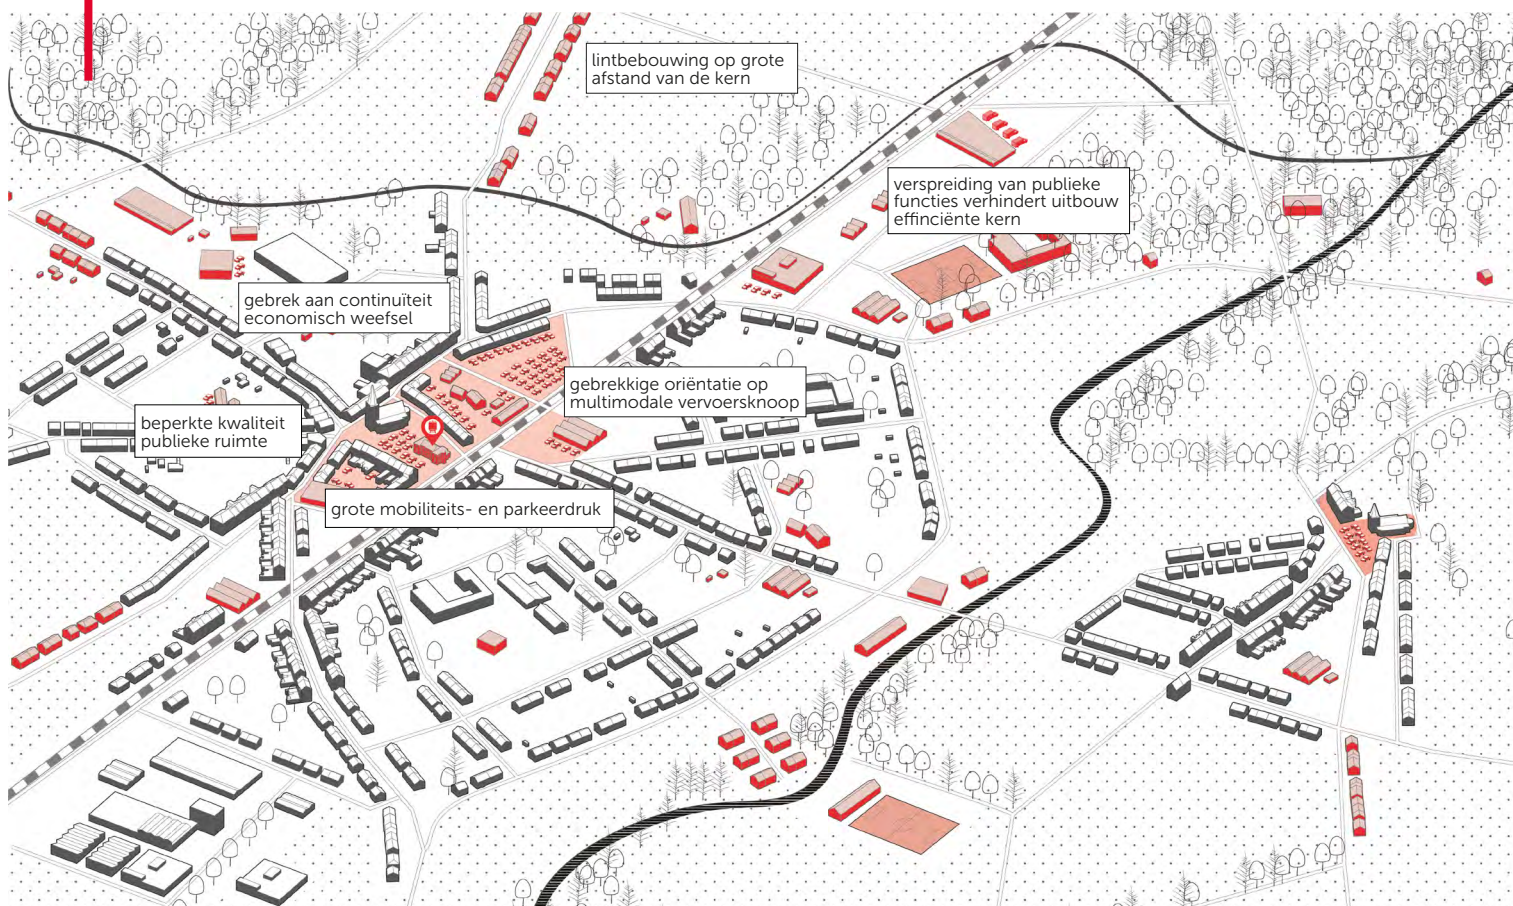 lintbebouwing op grote
afstand van de kern
verspreiding van publieke
functies verhindert uitbouw
effinciënte kern
gebrek aan continuïteit
economisch weefsel
gebrekkige oriëntatie op
multimodale vervoersknoop
beperkte kwaliteit
publieke ruimte
grote mobiliteits- en parkeerdruk